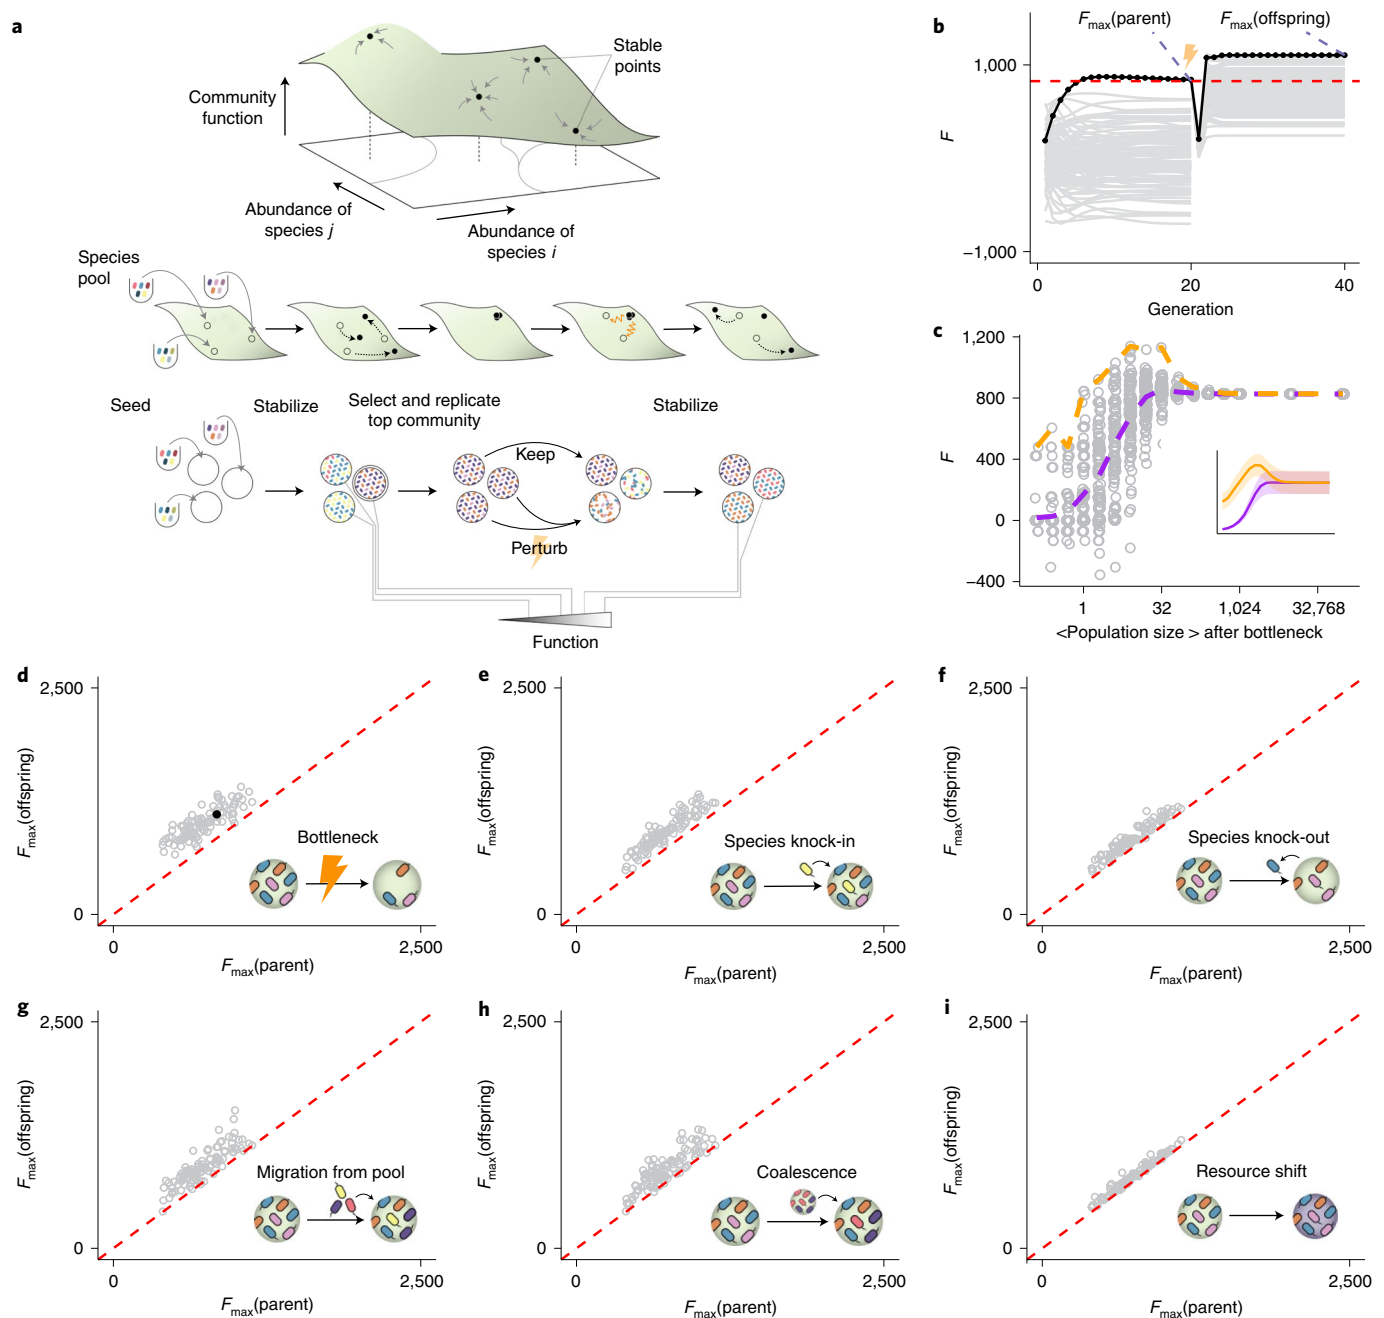 a
Community
function
Stable
points
Abundance of
species j
Abundance of
species i
Species
pool
Seed
Stabilize
Select and replicate
top community
Stabilize
Keep
Perturb
Function
b
Fmax(parent)
Fmax(offspring)
1,000
F
−1,000
0
20
40
Generation
c
1,200
800
400
F
0
−400
1
32
1,024
32,768
<Population size > after bottleneck
d
2,500
Fmax(offspring)
Bottleneck
0
0
2,500
Fmax(parent)
e
2,500
Fmax(offspring)
Species knock-in
0
0
2,500
Fmax(parent)
f
2,500
Fmax(offspring)
Species knock-out
0
0
2,500
Fmax(parent)
g
2,500
Fmax(offspring)
Migration from pool
0
0
2,500
Fmax(parent)
h
2,500
Fmax(offspring)
Coalescence
0
0
2,500
Fmax(parent)
i
2,500
Fmax(offspring)
Resource shift
0
0
2,500
Fmax(parent)